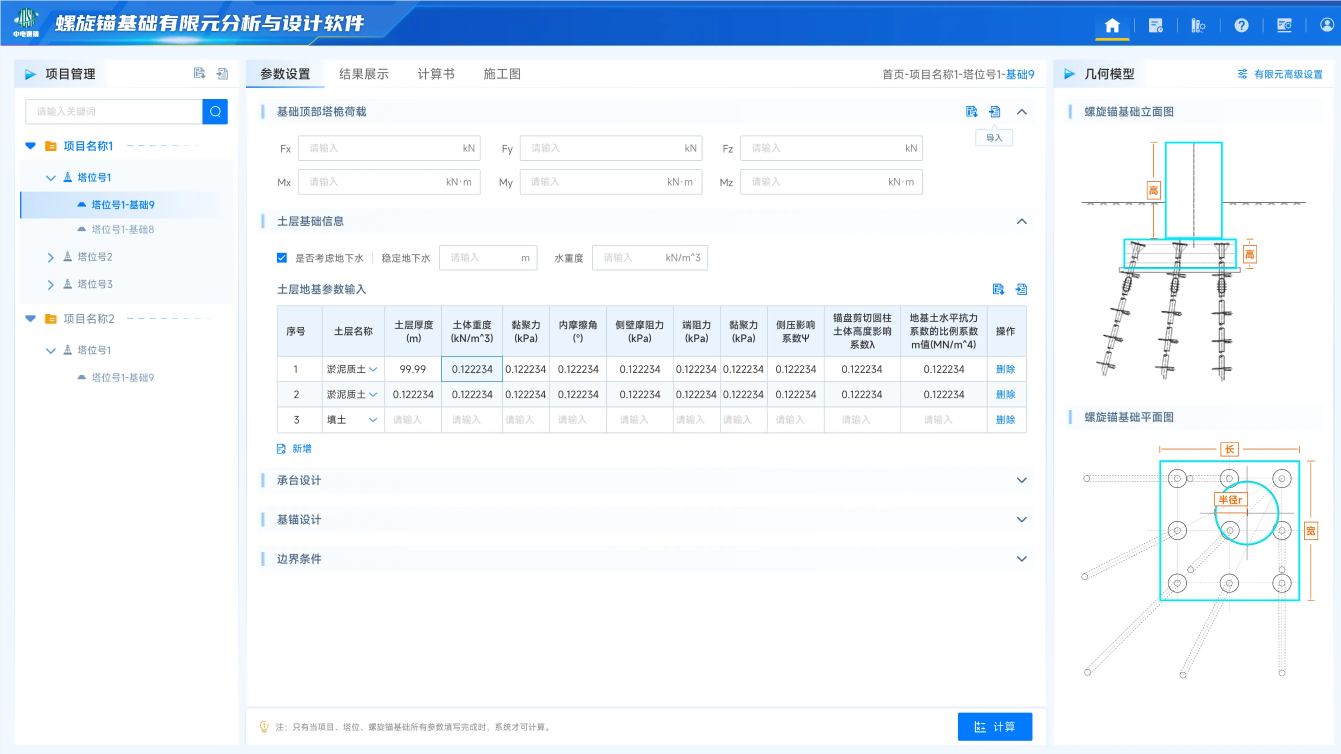 中电建瑞
螺旋锚基础有限元分析与设计软件
项目管理
请输入关键词
项目名称1
塔位号1
塔位号1-基础9
塔位号1-基础8
塔位号2
塔位号3
项目名称2
塔位号1
塔位号1-基础9
参数设置 结果展示 计算书 施工图
首页-项目名称1-塔位号1-基础9
基础顶部塔桅荷载
导入
Fx 请输入 kN Fy 请输入 kN Fz 请输入 kN
Mx 请输入 kN·m My 请输入 kN·m Mz 请输入 kN·m
土层基础信息
是否考虑地下水 稳定地下水 请输入 m 水重度 请输入 kN/m^3
土层地基参数输入
序号 土层名称 土层厚度(m) 土体重度(kN/m^3) 黏聚力(kPa) 内摩擦角(°) 侧壁摩阻力(kPa) 端阻力(kPa) 黏聚力(kPa) 侧压影响系数Ψ 锚盘剪切圆柱土体高度影响系数λ 地基土水平抗力系数的比例系数m值(MN/m^4) 操作
1 淤泥质土 99.99 0.122234 0.122234 0.122234 0.122234 0.122234 0.122234 0.122234 0.122234 0.122234 删除
2 淤泥质土 0.122234 0.122234 0.122234 0.122234 0.122234 0.122234 0.122234 0.122234 0.122234 0.122234 删除
3 填土 请输入 请输入 请输入 请输入 请输入 请输入 请输入 请输入 请输入 请输入 删除
新增
承台设计
基锚设计
边界条件
注：只有当项目、塔位、螺旋锚基础所有参数填写完成时，系统才可计算。
计算
几何模型
有限元高级设置
螺旋锚基础立面图
高
高
螺旋锚基础平面图
长
半径r
宽